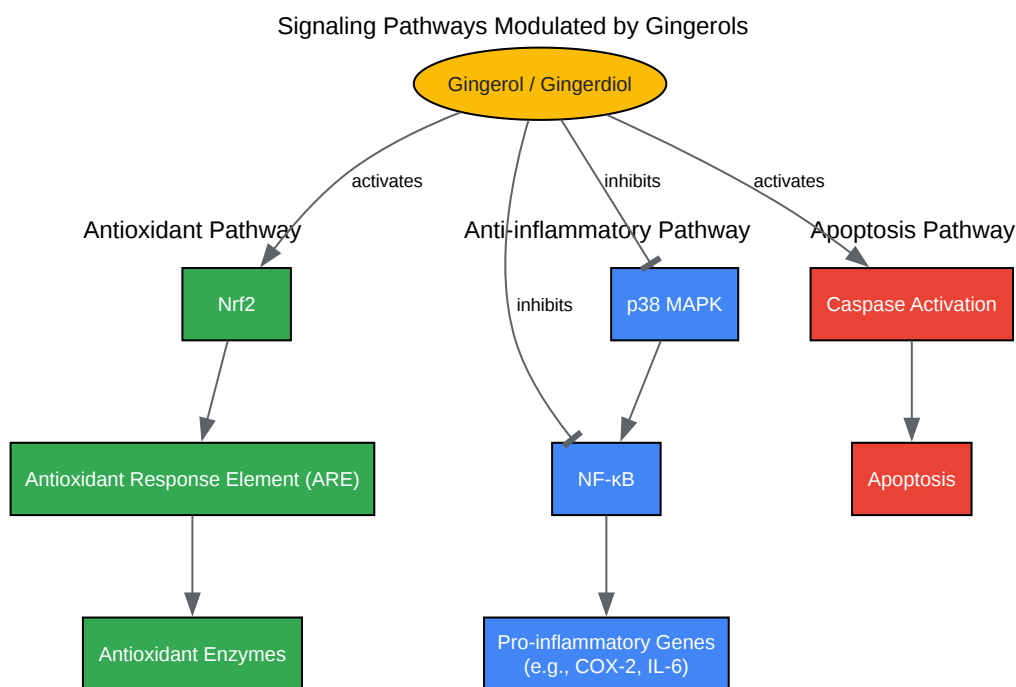 Signaling Pathways Modulated by Gingerols
Gingerol / Gingerdiol
activates
inhibits
activates
Antioxidant Pathway
Anti-inflammatory Pathway
Apoptosis Pathway
Nrf2
inhibits
p38 MAPK
Caspase Activation
Antioxidant Response Element (ARE)
NF-κB
Apoptosis
Antioxidant Enzymes
Pro-inflammatory Genes
(e.g., COX-2, IL-6)